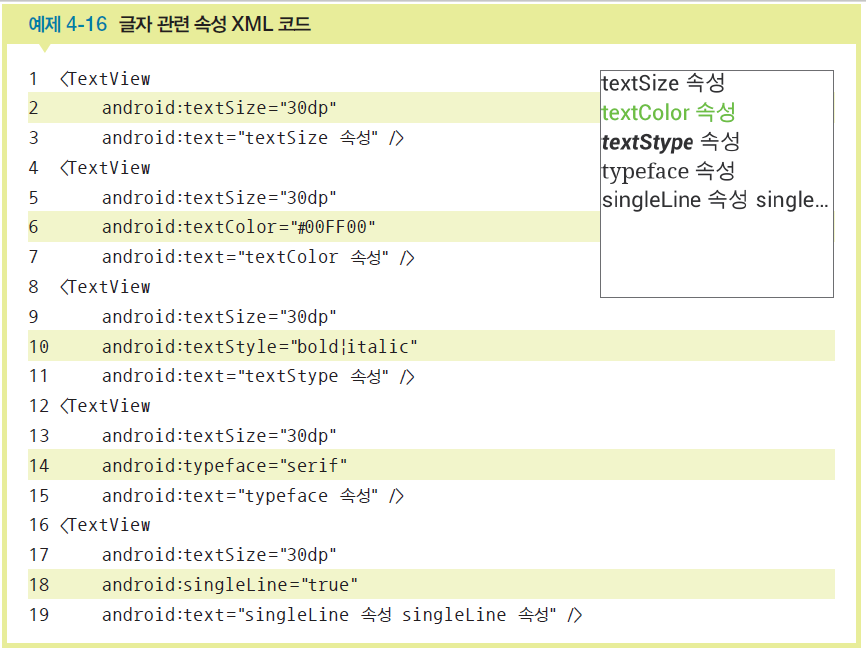 예제 4-16 글자 관련 속성 XML 코드
1 <TextView
2 android:textSize="30dp"
3 android:text="textSize 속성" />
4 <TextView
5 android:textSize="30dp"
6 android:textColor="#00FF00"
7 android:text="textColor 속성" />
8 <TextView
9 android:textSize="30dp"
10 android:textStyle="bold¦italic"
11 android:text="textStype 속성" />
12 <TextView
13 android:textSize="30dp"
14 android:typeface="serif"
15 android:text="typeface 속성" />
16 <TextView
17 android:textSize="30dp"
18 android:singleLine="true"
19 android:text="singleLine 속성 singleLine 속성" />
textSize 속성
textColor 속성
textStype 속성
typeface 속성
singleLine 속성 single...